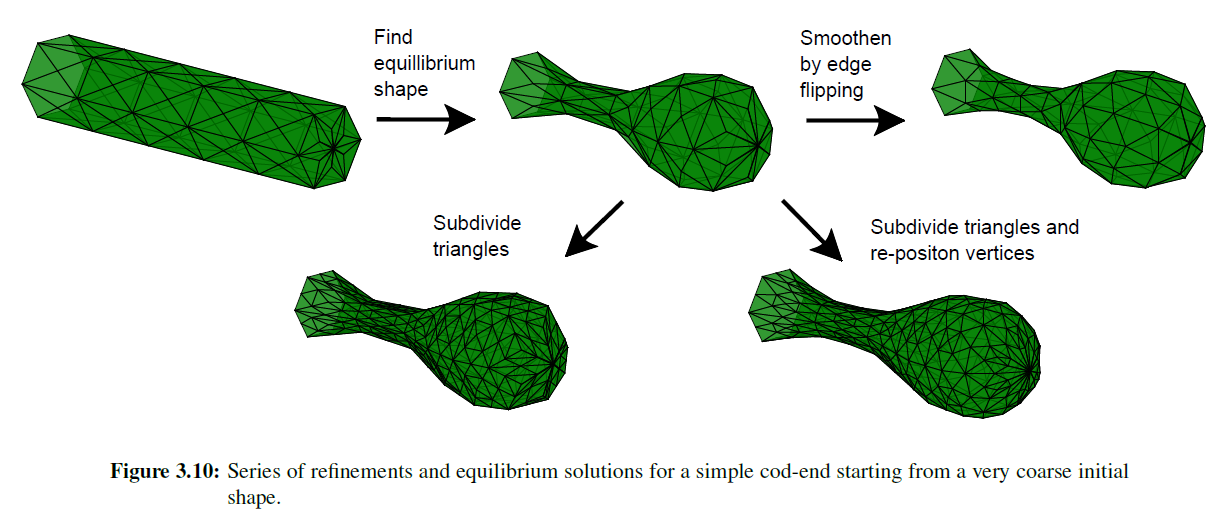 Find
equillibrium
shape
Smoothen
by edge
flipping
Subdivide
triangles
Subdivide triangles and
re-positon vertices
Figure 3.10: Series of refinements and equilibrium solutions for a simple cod-end starting from a very coarse initial
shape.